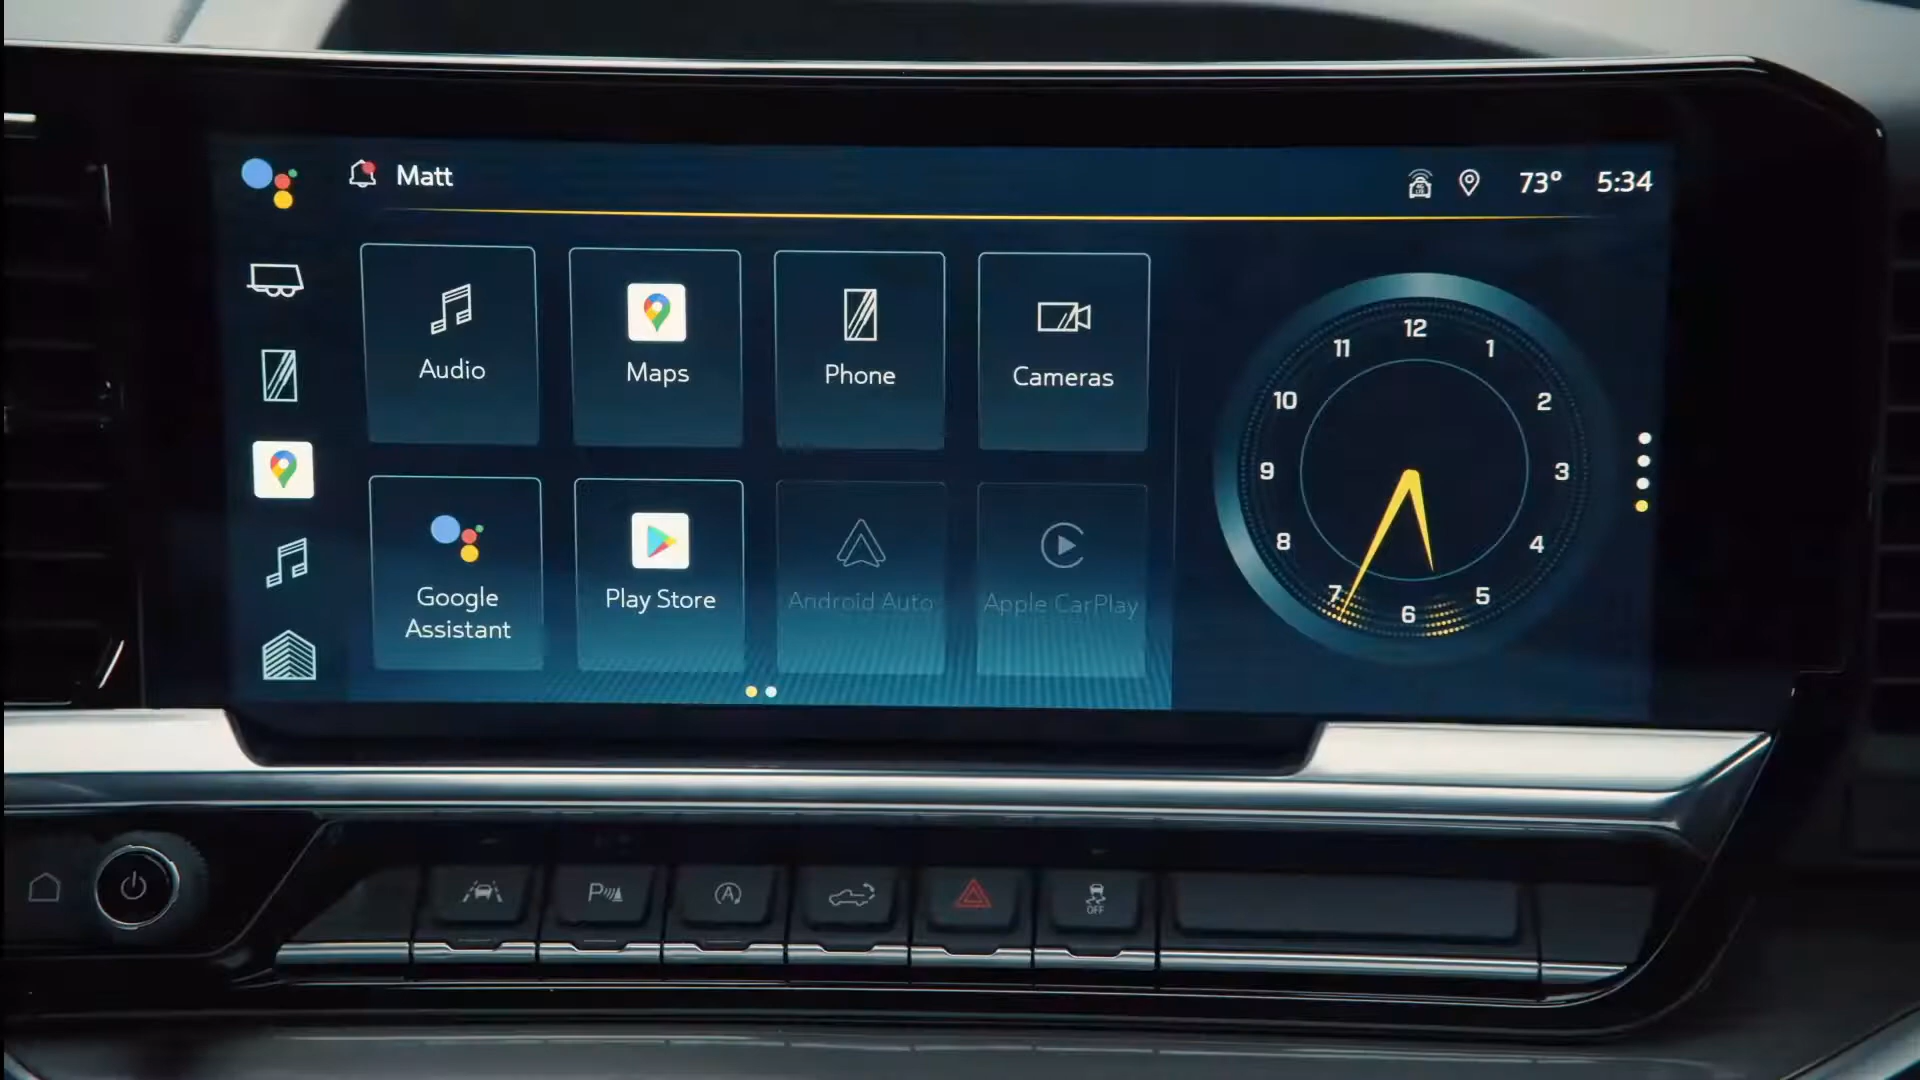 Matt
73° 5:34
Audio
Maps
Phone
Cameras
Google
Assistant
Play Store
Android Auto
Apple CarPlay
12
1
2
3
4
5
6
7
8
9
10
11
P
A
OFF